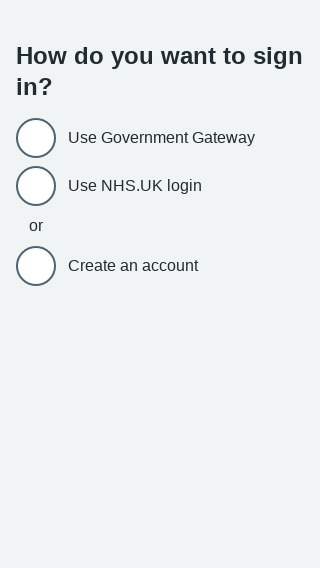 How do you want to sign
in?
Use Government Gateway
Use NHS.UK login
or
Create an account